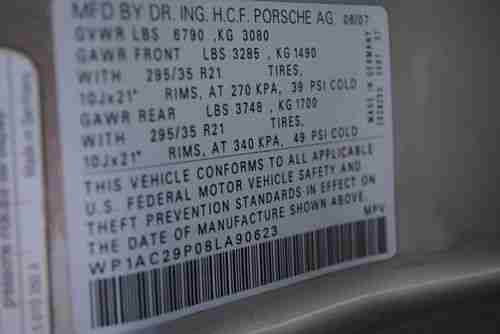 MFD BY DR. ING. H.C.F. PORSCHE AG 08/07
GVWR LBS 6790 , KG 3080
GAWR FRONT LBS 3285 , KG 1490
WITH 295/35 R21 TIRES,
10Jx21" RIMS, AT 270 KPA, 39 PSI COLD
GAWR REAR LBS 3748 , KG 1700
WITH 295/35 R21 TIRES,
10Jx21" RIMS, AT 340 KPA, 49 PSI COLD
THIS VEHICLE CONFORMS TO ALL APPLICABLE
U.S. FEDERAL MOTOR VEHICLE SAFETY AND
THEFT PREVENTION STANDARDS IN EFFECT ON
THE DATE OF MANUFACTURE SHOWN ABOVE.
WP1AC29P08LA90623 MPV
MADE IN GERMANY
Made in Germany